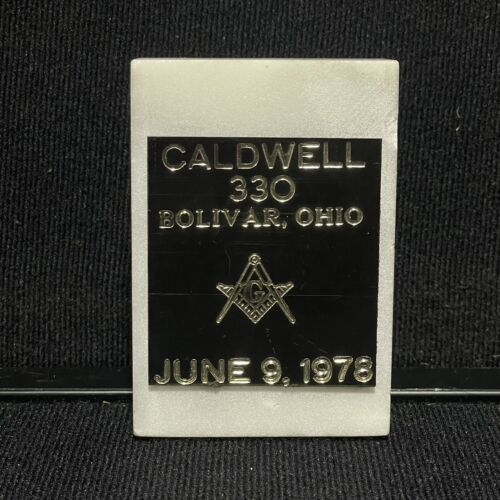 CALDWELL
330
BOLIVAR, OHIO
G
JUNE 9, 1978